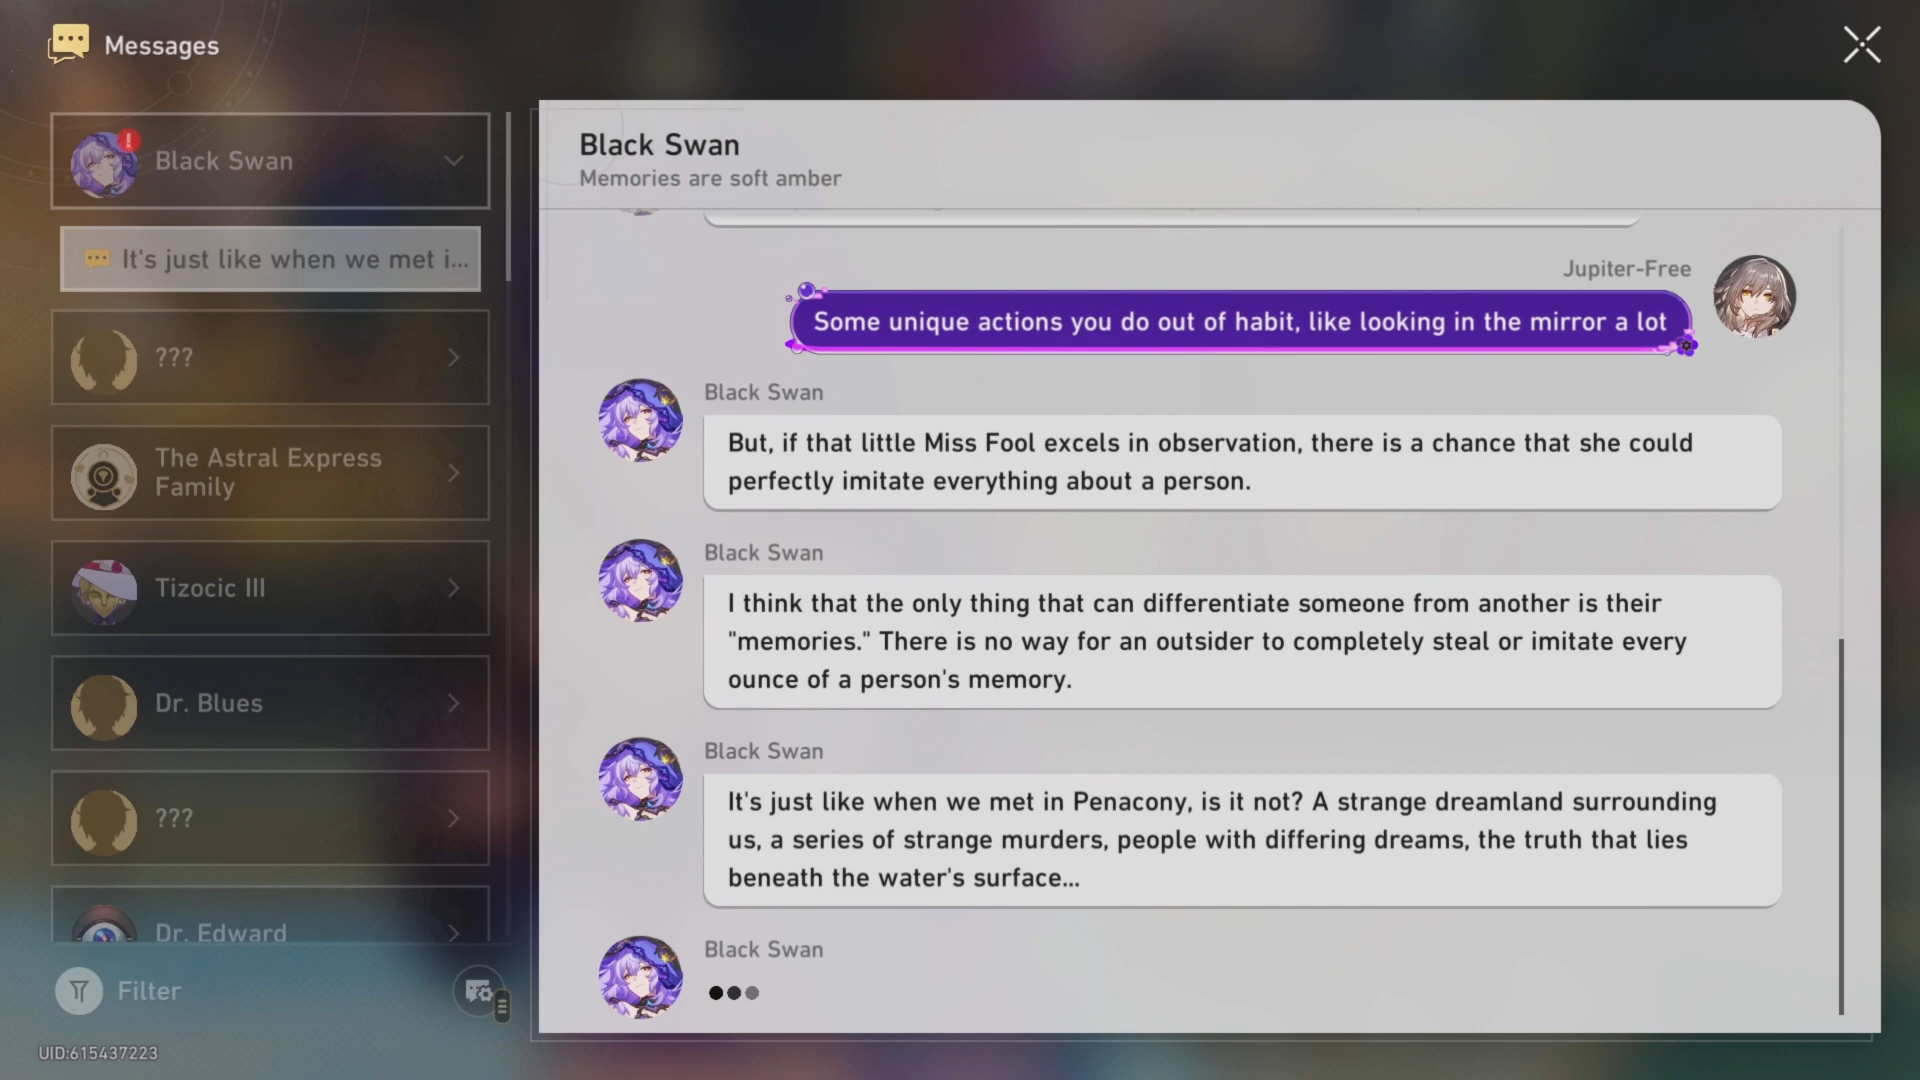 Messages
Black Swan
It's just like when we met i...
???
The Astral Express
Family
Tizocic III
Dr. Blues
???
Dr. Edward
Filter
UID:615437223
Black Swan
Memories are soft amber
Jupiter-Free
Some unique actions you do out of habit, like looking in the mirror a lot
Black Swan
But, if that little Miss Fool excels in observation, there is a chance that she could
perfectly imitate everything about a person.
Black Swan
I think that the only thing that can differentiate someone from another is their
"memories." There is no way for an outsider to completely steal or imitate every
ounce of a person's memory.
Black Swan
It's just like when we met in Penacony, is it not? A strange dreamland surrounding
us, a series of strange murders, people with differing dreams, the truth that lies
beneath the water's surface...
Black Swan